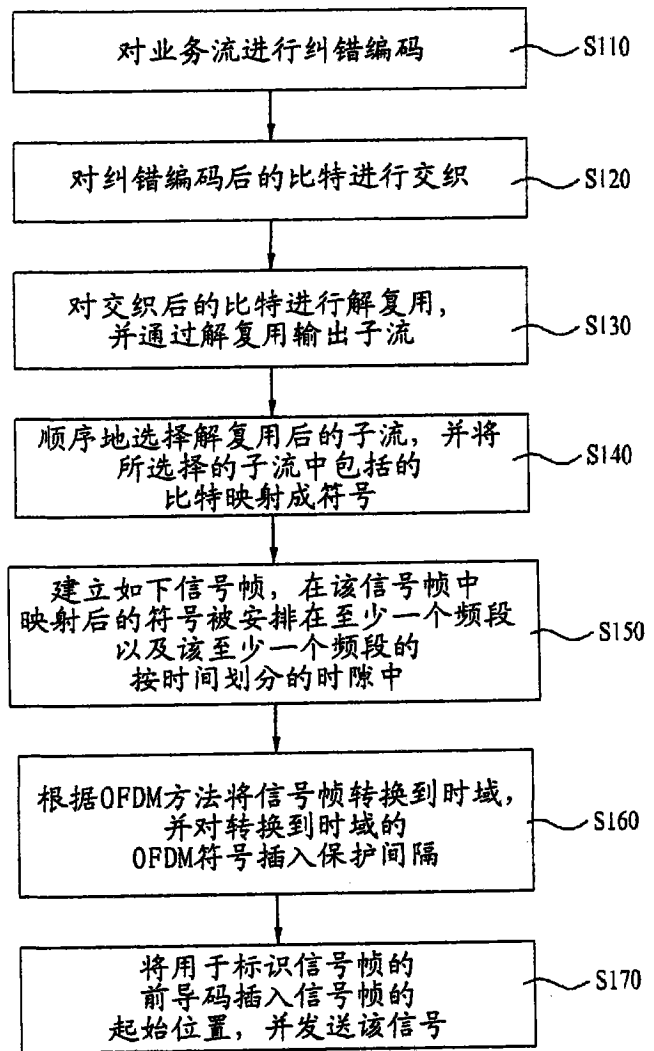 对业务流进行纠错编码
S110
对纠错编码后的比特进行交织
S120
对交织后的比特进行解复用,
并通过解复用输出子流
S130
顺序地选择解复用后的子流, 并将
所选择的子流中包括的
比特映射成符号
S140
建立如下信号帧, 在该信号帧中
映射后的符号被安排在至少一个频段
以及该至少一个频段的
按时间划分的时隙中
S150
根据OFDM方法将信号帧转换到时域,
并对转换到时域的
OFDM符号插入保护间隔
S160
将用于标识信号帧的
前导码插入信号帧的
起始位置, 并发送该信号
S170